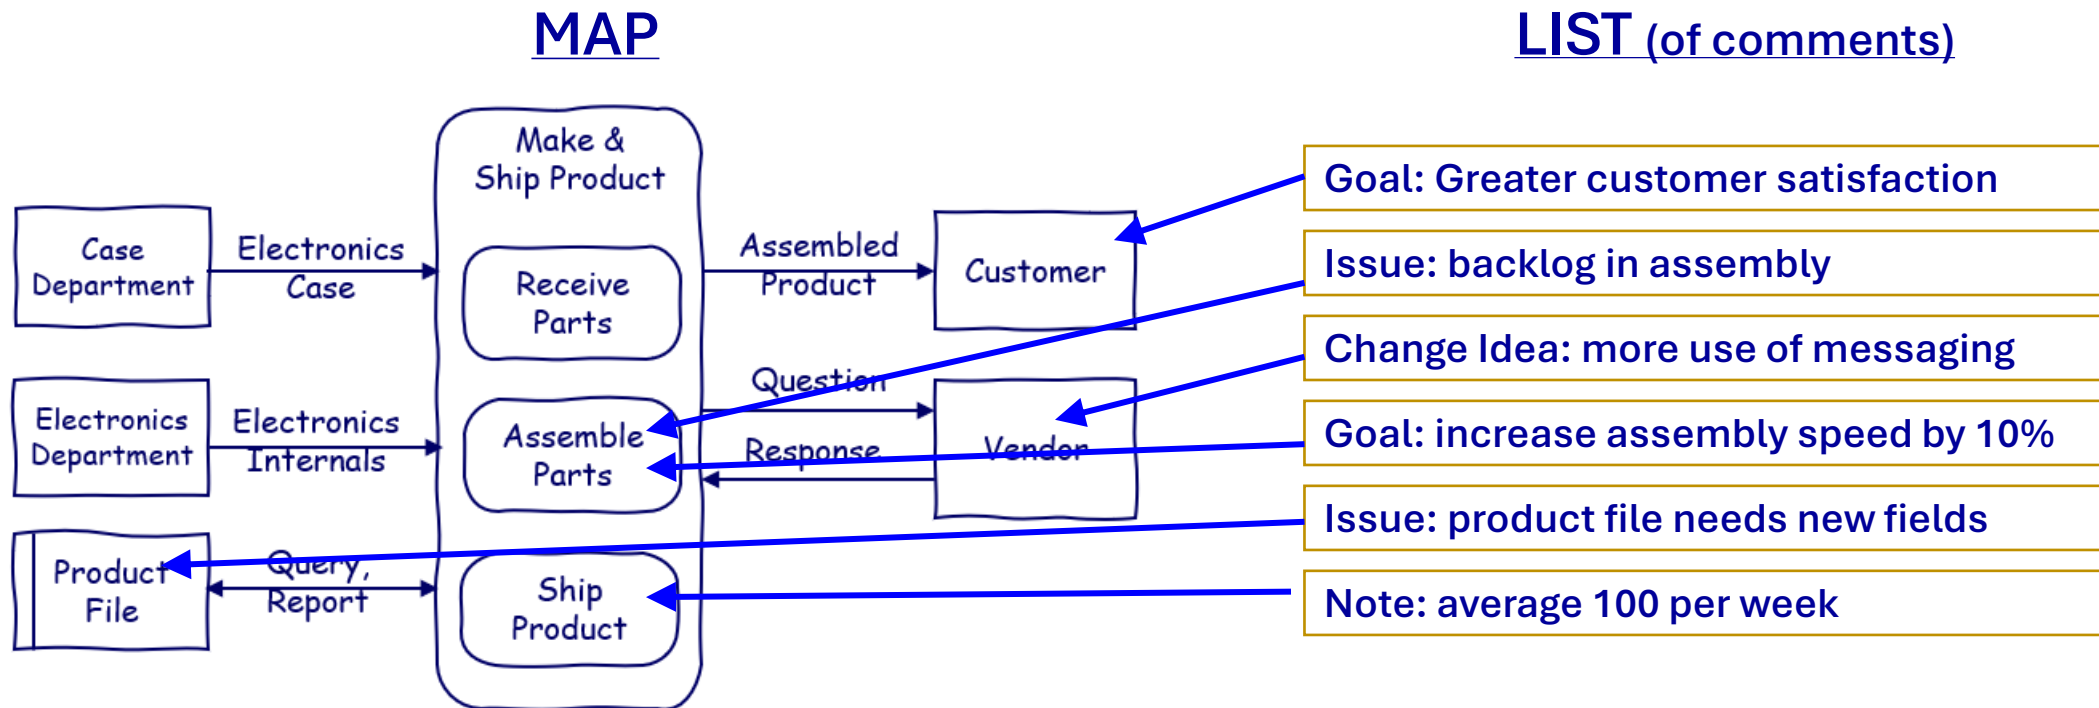 MAP
LIST (of comments)
Make &
Ship Product
Case
Department
Electronics
Case
Receive
Parts
Assembled
Product
Customer
Electronics
Department
Electronics
Internals
Assemble
Parts
Question
Response
Vendor
Product
File
Query,
Report
Ship
Product
Goal: Greater customer satisfaction
Issue: backlog in assembly
Change Idea: more use of messaging
Goal: increase assembly speed by 10%
Issue: product file needs new fields
Note: average 100 per week